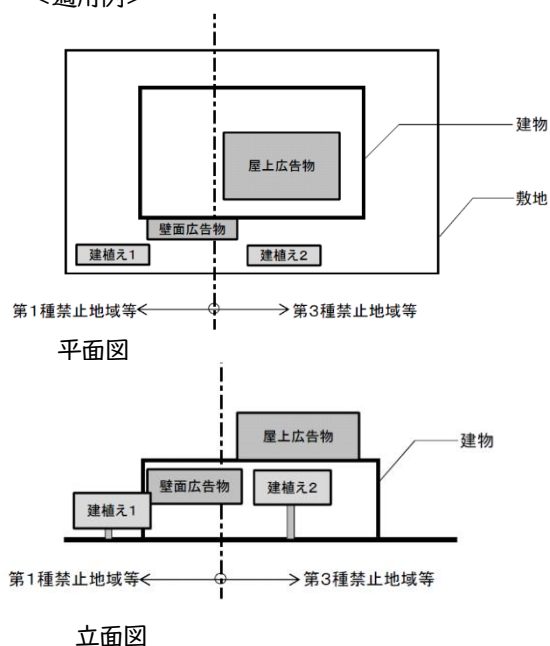 <適用例>
建物
屋上広告物
敷地
壁面広告物
建植え1
建植え2
第1種禁止地域等
第3種禁止地域等
平面図
屋上広告物
建物
壁面広告物
建植え2
建植え1
第1種禁止地域等
第3種禁止地域等
立面図